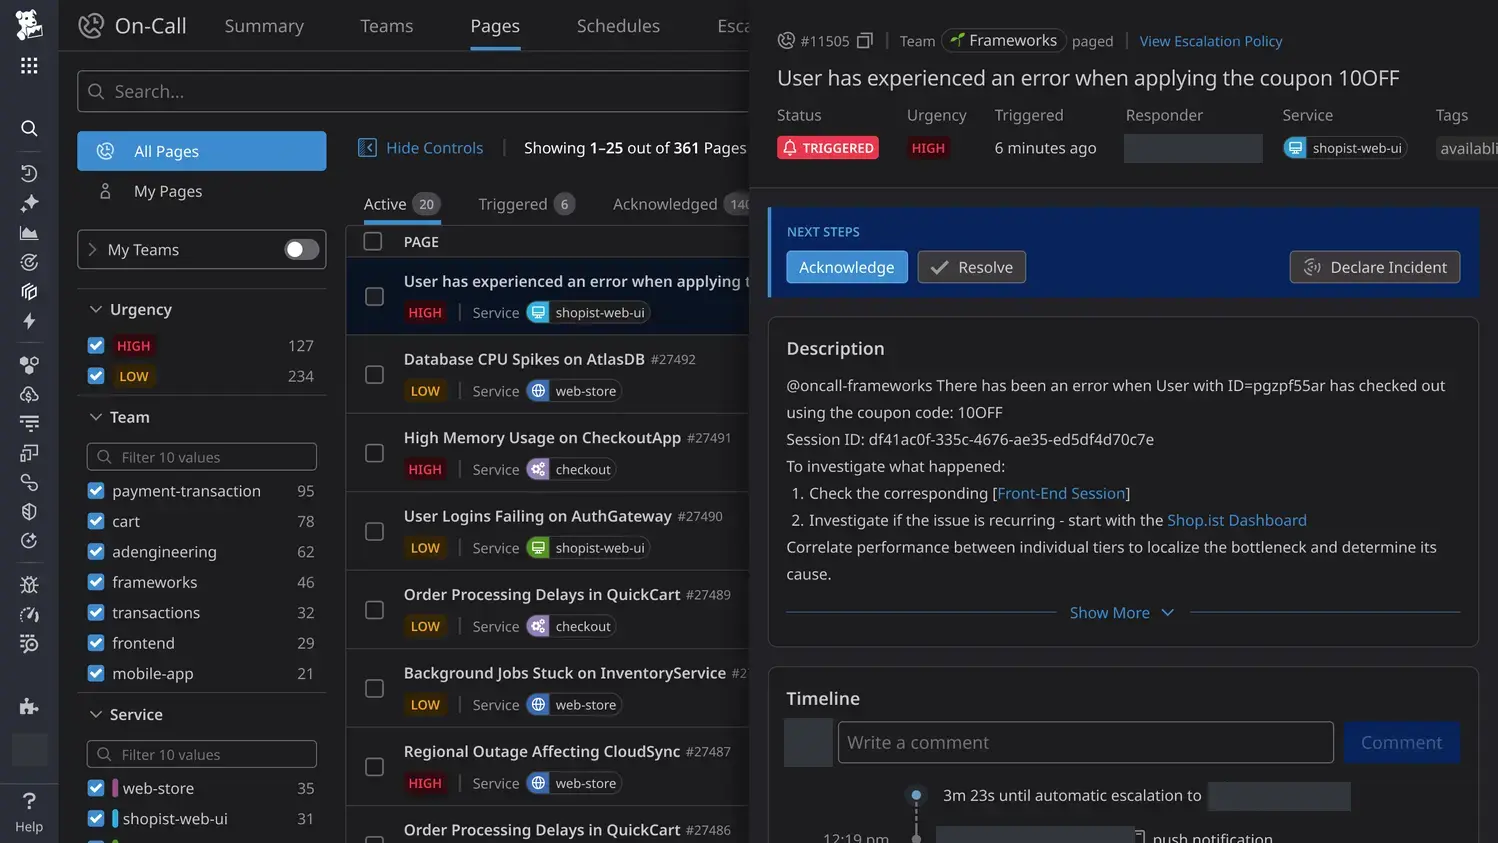 On-Call
Summary
Teams
Pages
Schedules
Search...
All Pages
My Pages
My Teams
Urgency
HIGH 127
LOW 234
Team
Filter 10 values
payment-transaction 95
cart 78
adengineering 62
frameworks 46
transactions 32
frontend 29
mobile-app 21
Service
Filter 10 values
web-store 35
shopist-web-ui 31
Help
Hide Controls
Showing 1–25 out of 361 Pages
Active 20
Triggered 6
Acknowledged
PAGE
User has experienced an error when applying
HIGH Service shopist-web-ui
Database CPU Spikes on AtlasDB #27492
LOW Service web-store
High Memory Usage on CheckoutApp #27491
HIGH Service checkout
User Logins Failing on AuthGateway #27490
LOW Service shopist-web-ui
Order Processing Delays in QuickCart #27489
LOW Service checkout
Background Jobs Stuck on InventoryService
LOW Service web-store
Regional Outage Affecting CloudSync #27487
HIGH Service web-store
Order Processing Delays in QuickCart #27486
#11505 Team Frameworks paged View Escalation Policy
User has experienced an error when applying the coupon 10OFF
Status Urgency Triggered Responder Service Tags
TRIGGERED HIGH 6 minutes ago shopist-web-ui
NEXT STEPS
Acknowledge Resolve Declare Incident
Description
@oncall-frameworks There has been an error when User with ID=pgzpf55ar has checked out
using the coupon code: 10OFF
Session ID: df41ac0f-335c-4676-ae35-ed5df4d70c7e
To investigate what happened:
1. Check the corresponding [Front-End Session]
2. Investigate if the issue is recurring - start with the Shop.ist Dashboard
Correlate performance between individual tiers to localize the bottleneck and determine its
cause.
Show More
Timeline
Write a comment
Comment
3m 23s until automatic escalation to
12:19 pm push notification